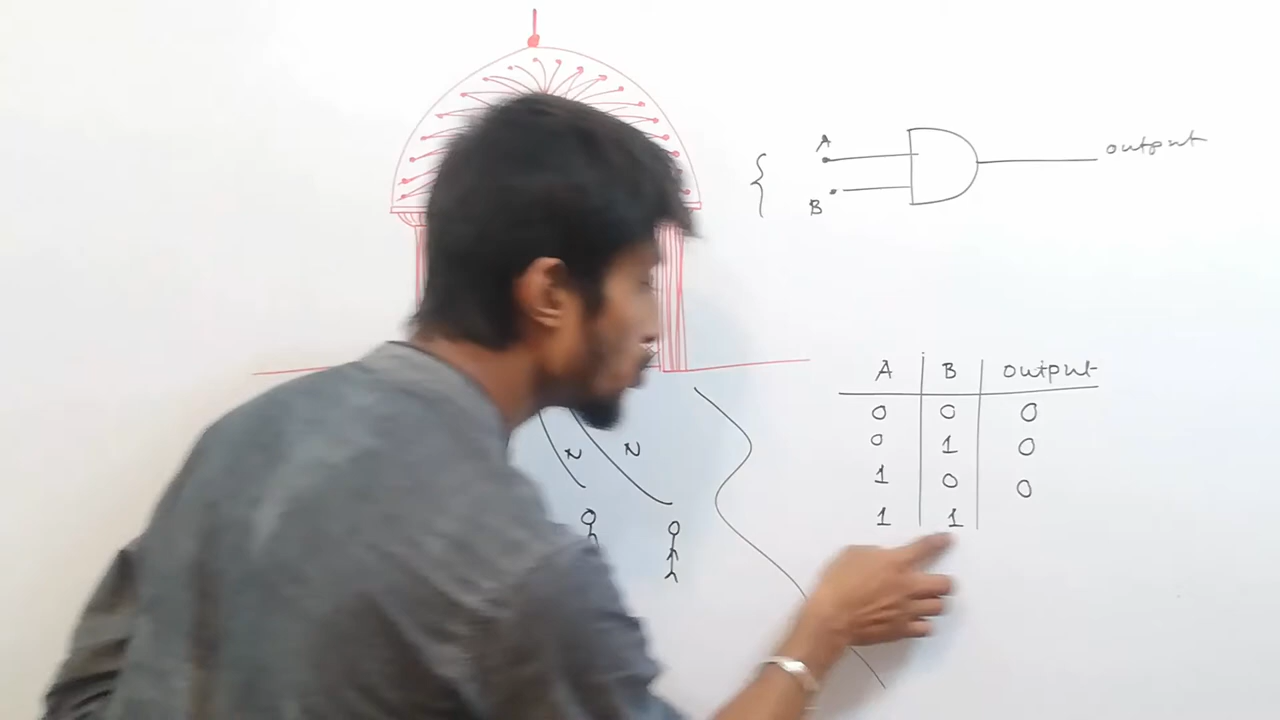 A
output
B
A B output
0 0 0
0 1 0
1 0 0
1 1
N N